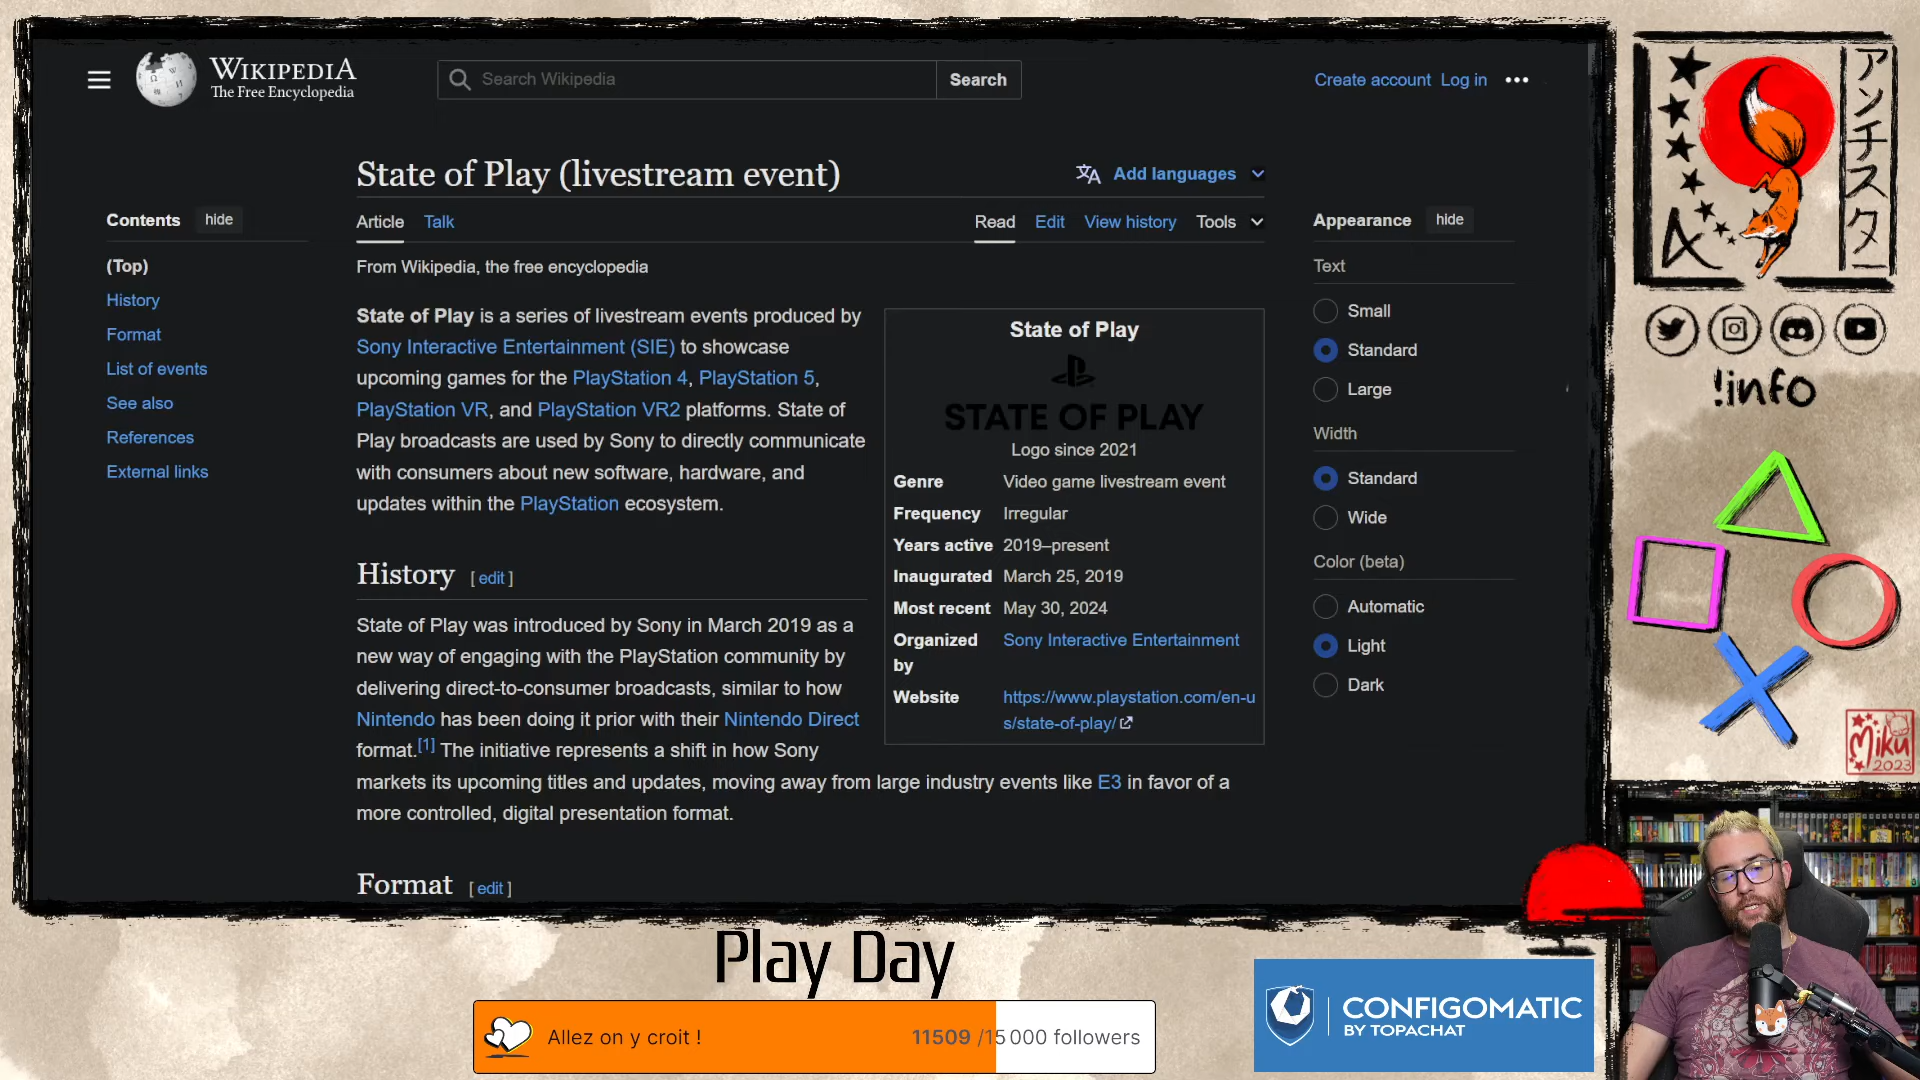 WIKIPEDIA
The Free Encyclopedia
Search Wikipedia
Search
Create account Log in
State of Play (livestream event)
Add languages
Contents hide
(Top)
History
Format
List of events
See also
References
External links
Article Talk
Read Edit View history Tools
From Wikipedia, the free encyclopedia
State of Play is a series of livestream events produced by
Sony Interactive Entertainment (SIE) to showcase
upcoming games for the PlayStation 4, PlayStation 5,
PlayStation VR, and PlayStation VR2 platforms. State of
Play broadcasts are used by Sony to directly communicate
with consumers about new software, hardware, and
updates within the PlayStation ecosystem.
State of Play
STATE OF PLAY
Logo since 2021
Genre Video game livestream event
Frequency Irregular
Years active 2019–present
Inaugurated March 25, 2019
Most recent May 30, 2024
Organized Sony Interactive Entertainment
by
Website https://www.playstation.com/en-u
s/state-of-play/
History [ edit ]
State of Play was introduced by Sony in March 2019 as a
new way of engaging with the PlayStation community by
delivering direct-to-consumer broadcasts, similar to how
Nintendo has been doing it prior with their Nintendo Direct
format.[1] The initiative represents a shift in how Sony
markets its upcoming titles and updates, moving away from large industry events like E3 in favor of a
more controlled, digital presentation format.
Format [ edit ]
Appearance hide
Text
Small
Standard
Large
Width
Standard
Wide
Color (beta)
Automatic
Light
Dark
アンチスター
A
!info
Miku
2023
Play Day
Allez on y croit !
11509 /15 000 followers
CONFIGOMATIC
BY TOPACHAT